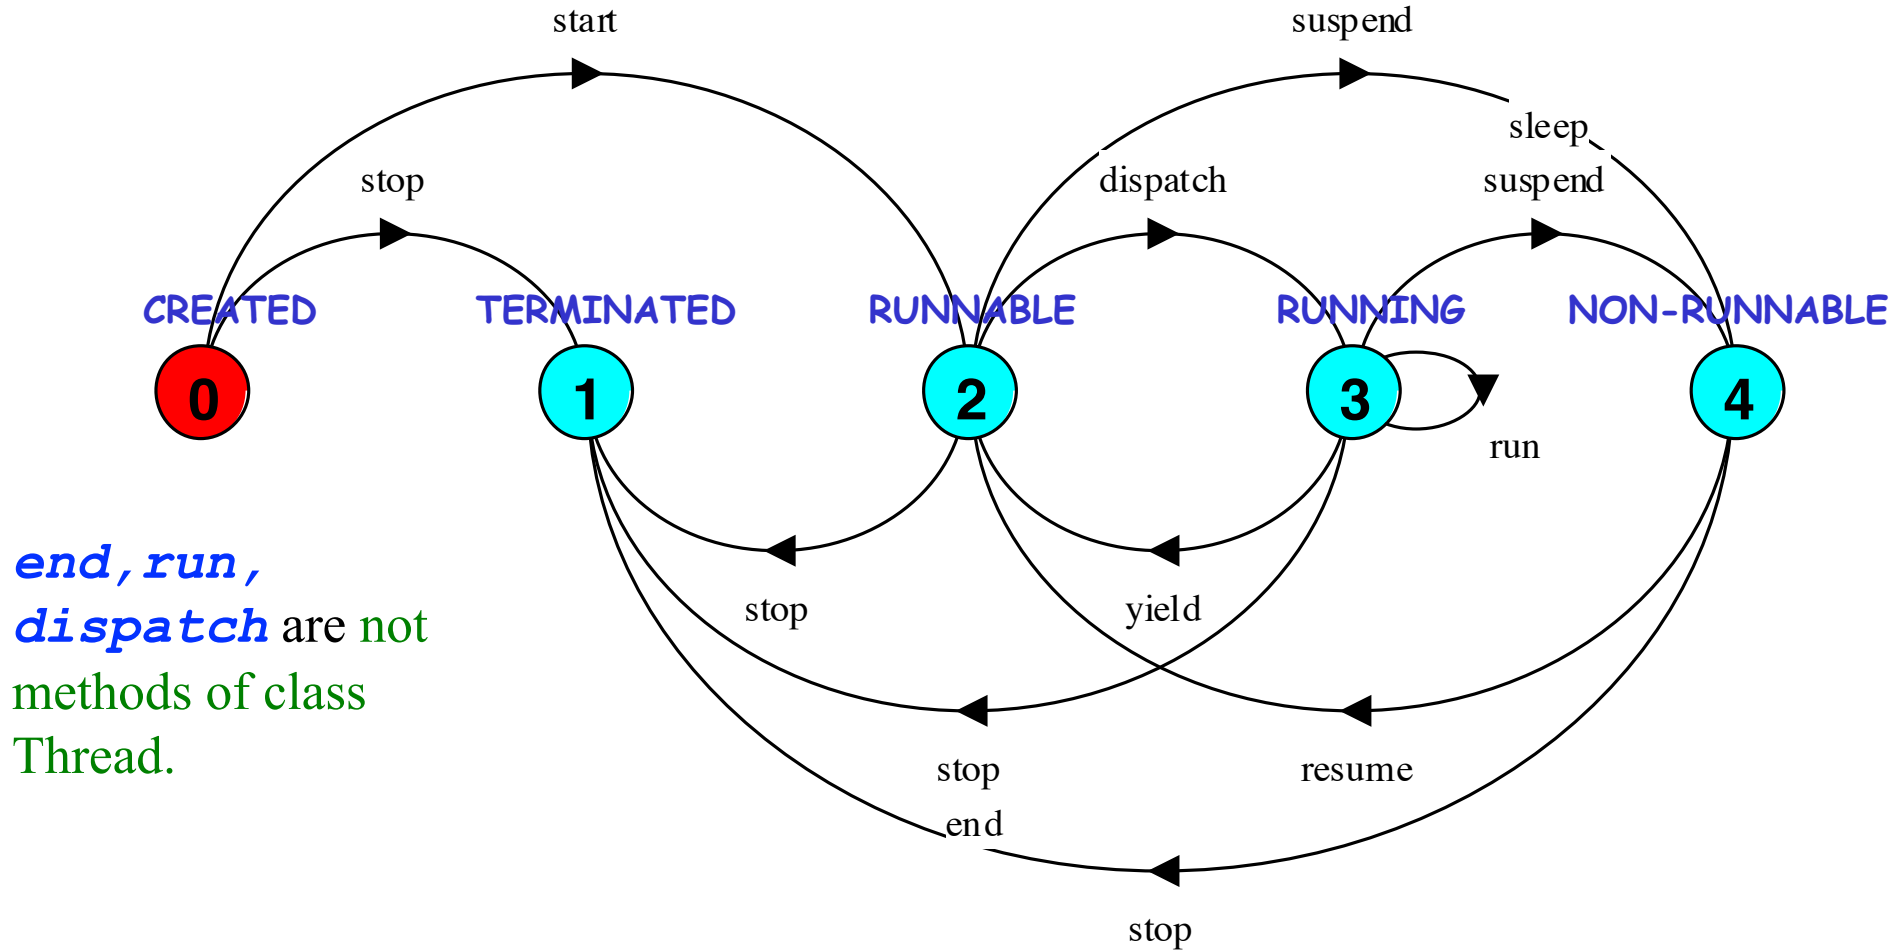 start
suspend
sleep
stop
dispatch
suspend
CREATED
TERMINATED
RUNNABLE
RUNNING
NON-RUNNABLE
0
1
2
3
4
run
end,run,
dispatch are not
methods of class
Thread.
stop
yield
stop
end
resume
stop